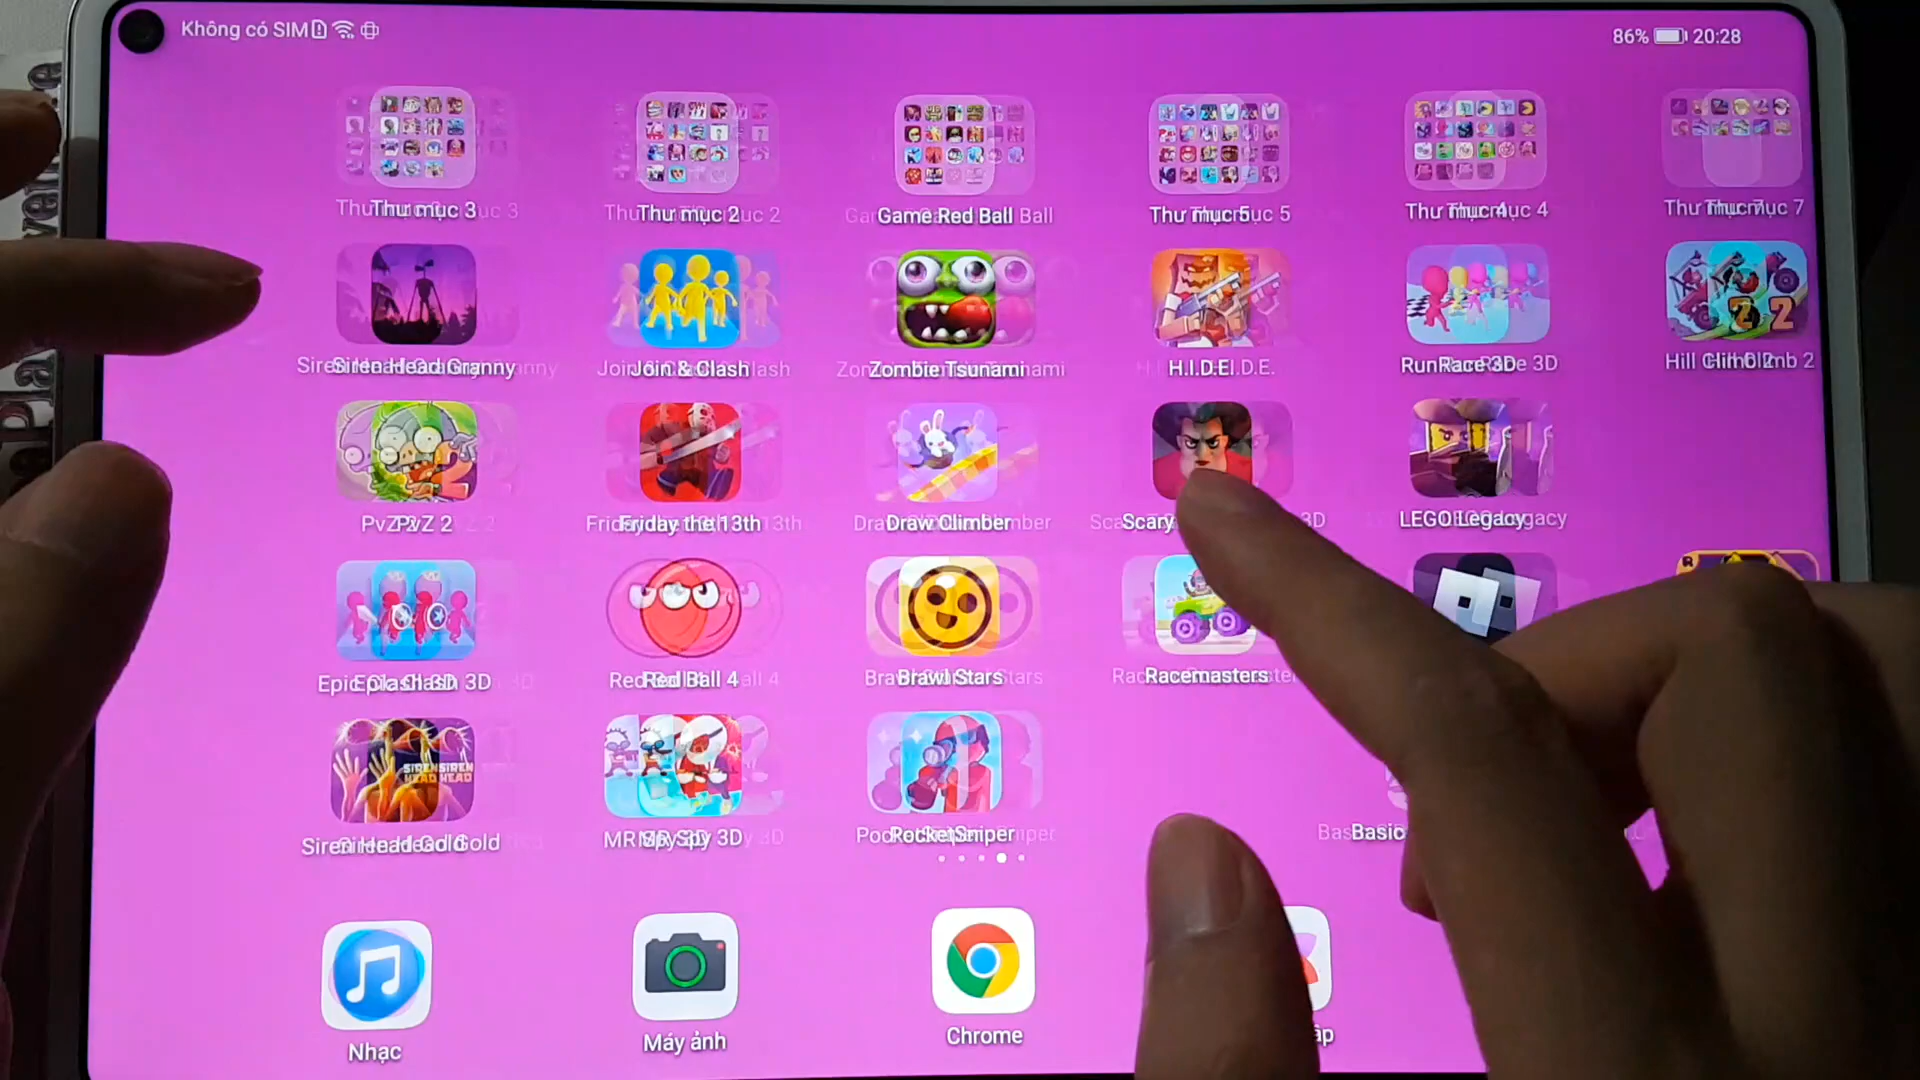 Không có SIM
86% 20:28
Thư mục 3
Thư mục 2
Game Red Ball
Thư mục 5
Thư mục 4
Thư mục 7
Siren Head Granny
Join & Clash
Zombie Tsunami
H.I.D.E.
Run Race 3D
Hill Climb 2
PvZ 2
Friday the 13th
Draw Climber
Scary
3D
LEGO Legacy
Epic Clash 3D
Red Ball 4
Brawl Stars
Racemasters
SIREN HEAD
Siren Head Gold
MR Spy 3D
Basic
Nhạc
Máy ảnh
Chrome